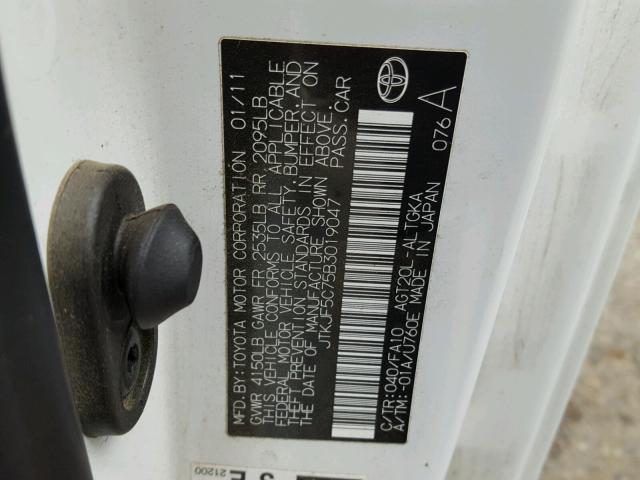 MFD.BY:TOYOTA MOTOR CORPORATION 01/11
GVWR 4150LB GAWR FR 2535LB RR 2095LB
THIS VEHICLE CONFORMS TO ALL APPLICABLE
FEDERAL MOTOR VEHICLE SAFETY, BUMPER, AND
THEFT PREVENTION STANDARDS IN EFFECT ON
THE DATE OF MANUFACTURE SHOWN ABOVE.
JTKJF5C75B3019047 PASS.CAR
C/TR:040/FA10 AGT20L-ALTGKA
A/TM:-01A/U760E MADE IN JAPAN
076 A
21200
3 E